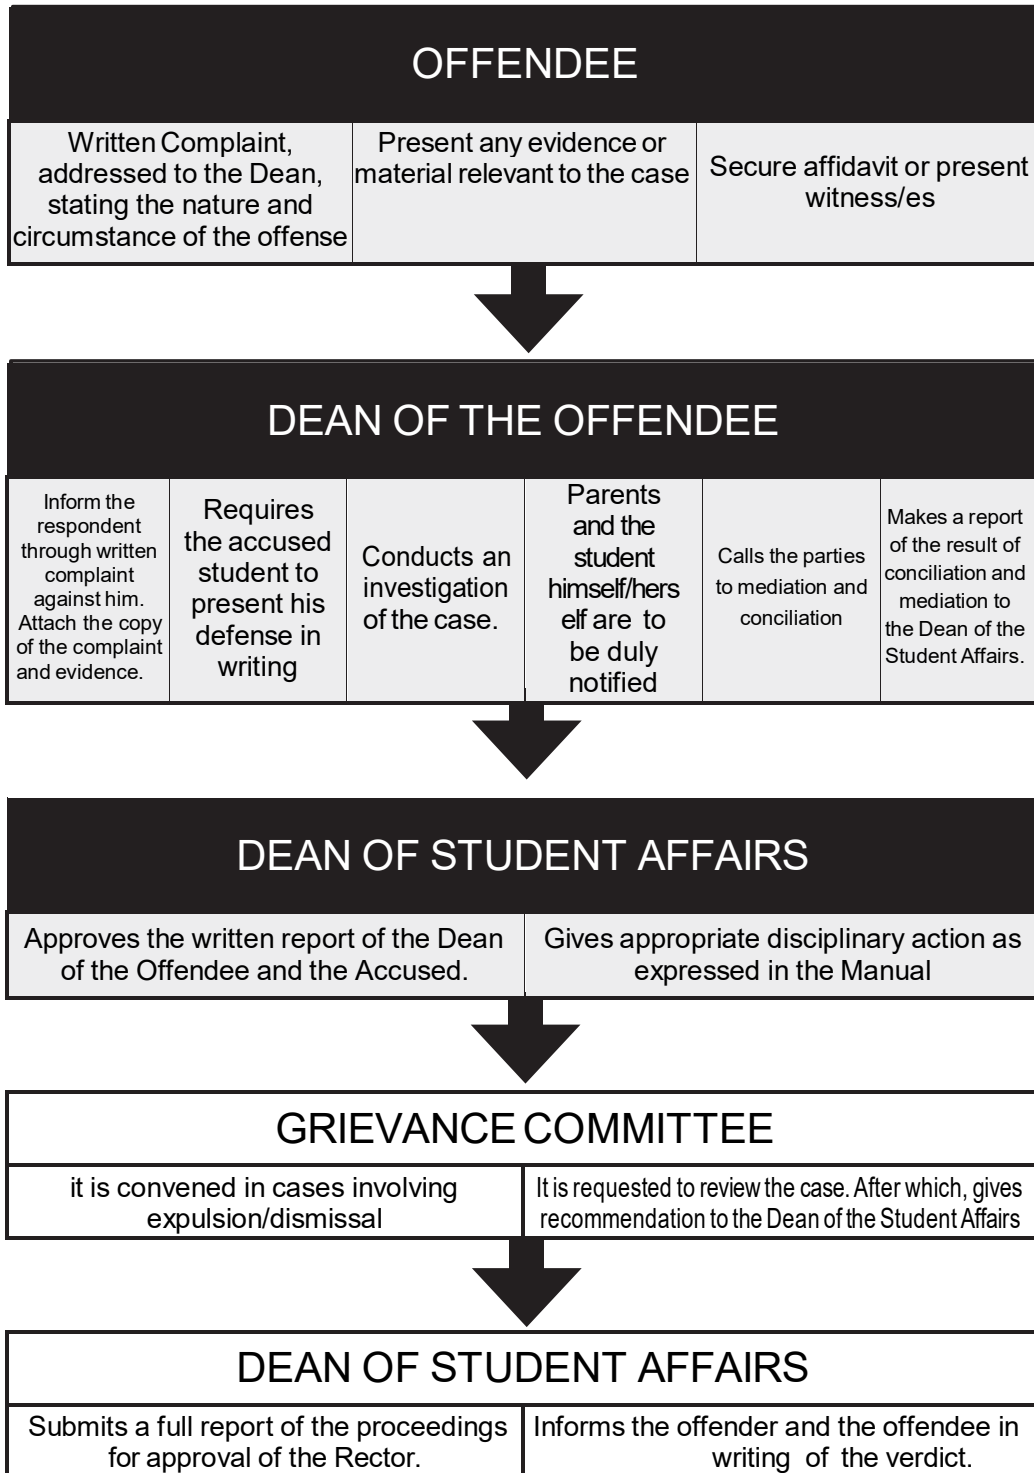 OFFENDEE
Written Complaint,
addressed to the Dean,
stating the nature and
circumstance of the offense
Present any evidence or
material relevant to the case
Secure affidavit or present
witness/es
DEAN OF THE OFFENDEE
Inform the
respondent
through written
complaint
against him.
Attach the copy
of the complaint
and evidence.
Requires
the accused
student to
present his
defense in
writing
Conducts an
investigation
of the case.
Parents
and the
student
himself/hers
elf are to
be duly
notified
Calls the parties
to mediation and
conciliation
Makes a report
of the result of
conciliation and
mediation to
the Dean of the
Student Affairs.
DEAN OF STUDENT AFFAIRS
Approves the written report of the Dean
of the Offendee and the Accused.
Gives appropriate disciplinary action as
expressed in the Manual
GRIEVANCE COMMITTEE
it is convened in cases involving
expulsion/dismissal
It is requested to review the case. After which, gives
recommendation to the Dean of the Student Affairs
DEAN OF STUDENT AFFAIRS
Submits a full report of the proceedings
for approval of the Rector.
Informs the offender and the offendee in
writing of the verdict.